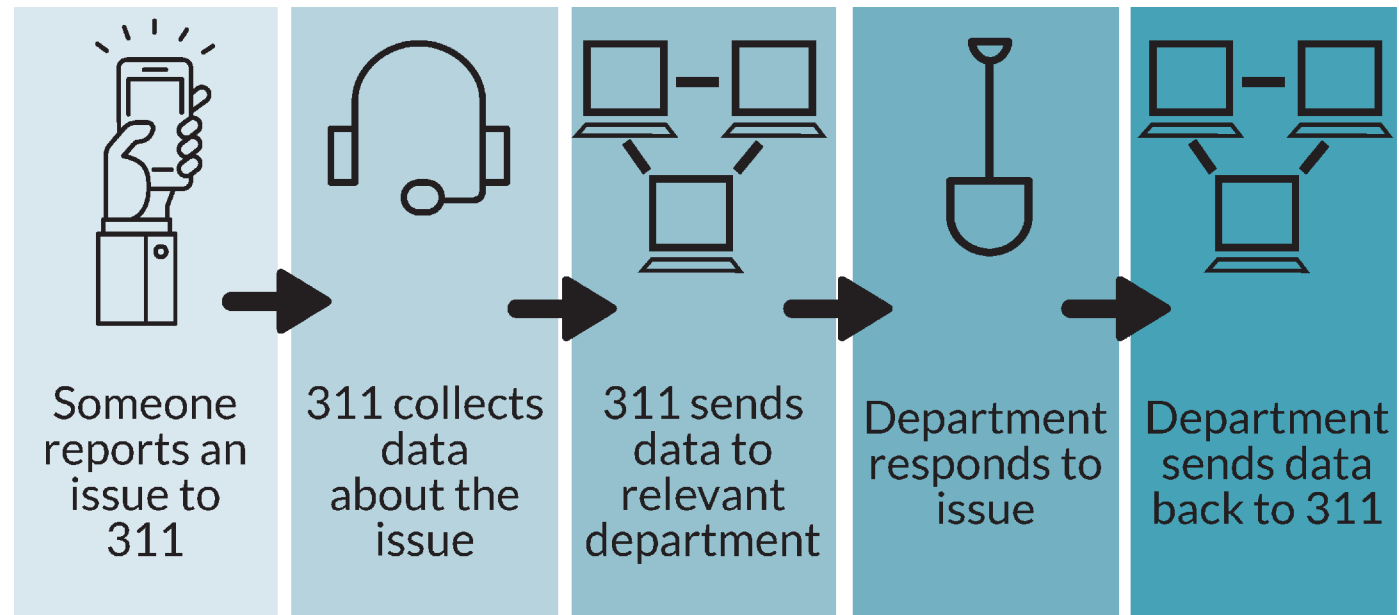 Someone
reports an
issue to
311
311 collects
data
about the
issue
311 sends
data to
relevant
department
Department
responds to
issue
Department
sends data
back to 311